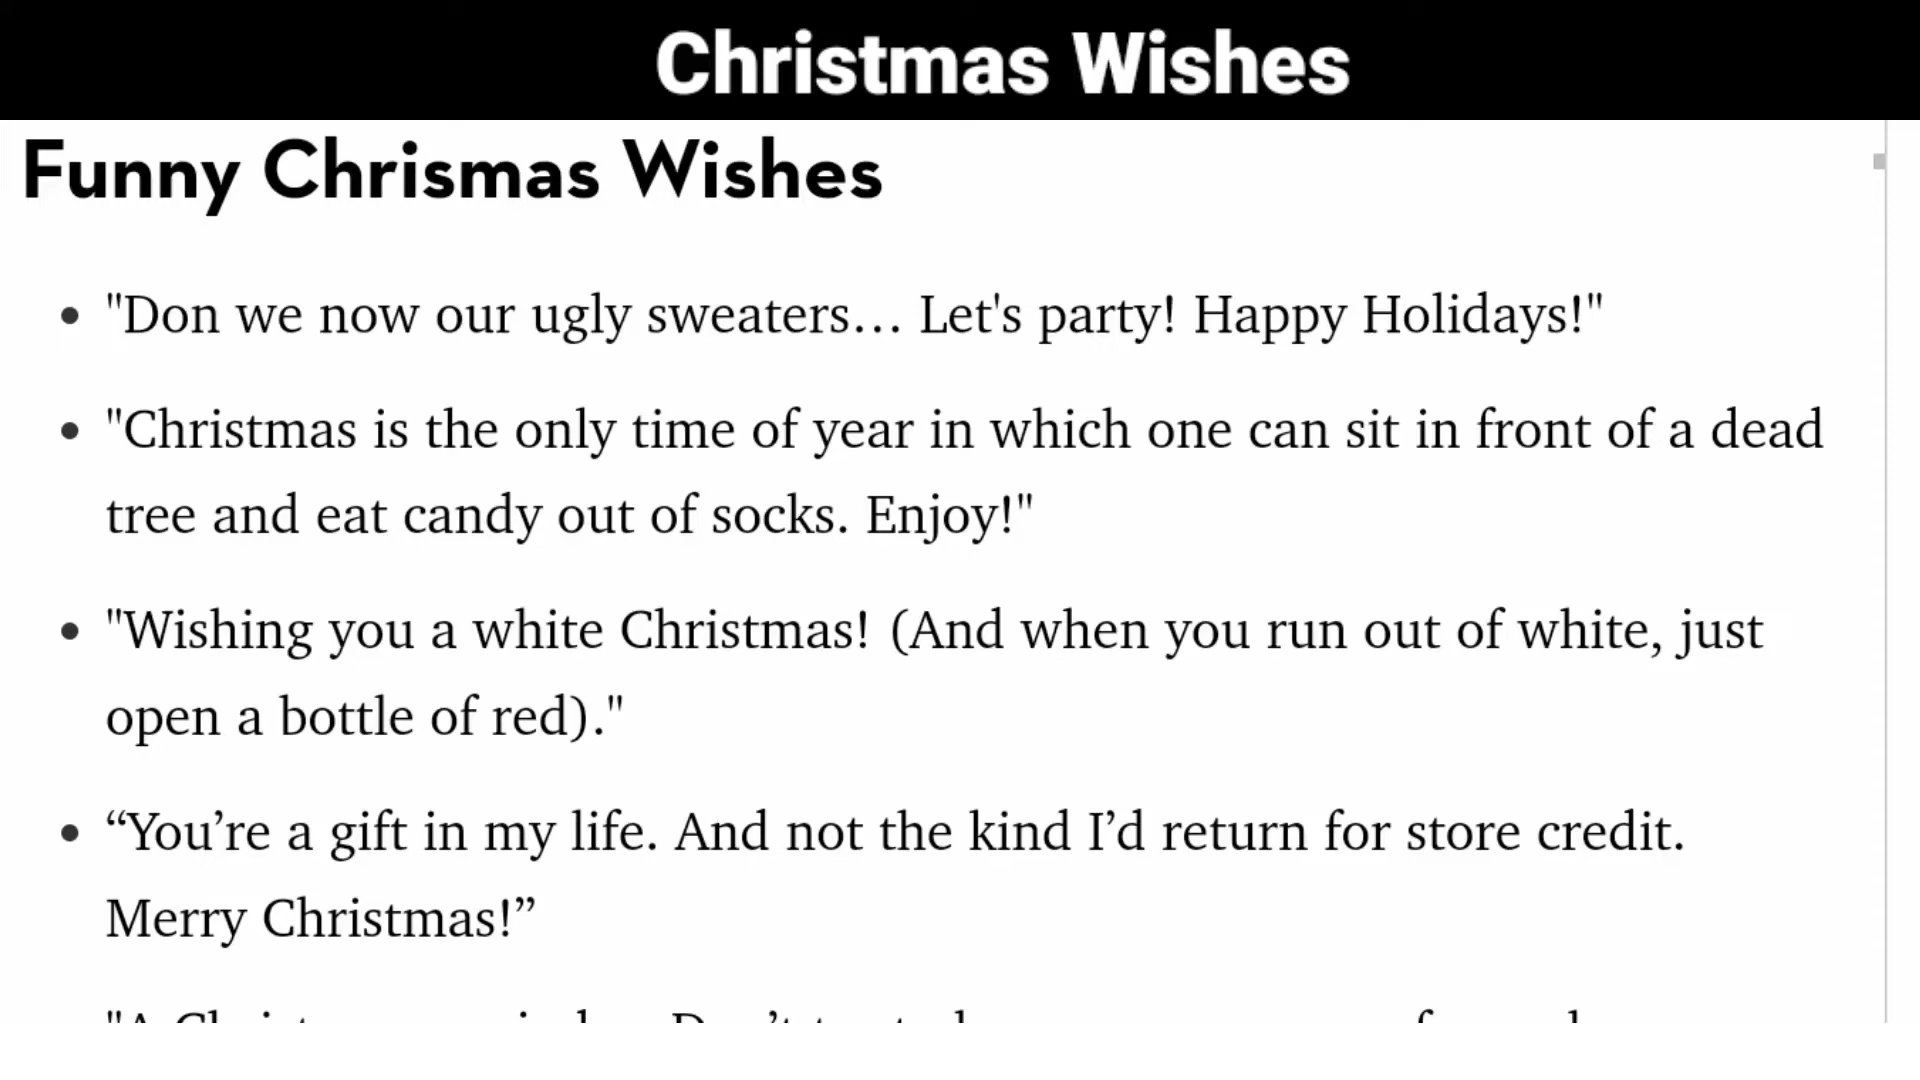 Christmas Wishes
Funny Chrismas Wishes
• "Don we now our ugly sweaters… Let's party! Happy Holidays!"
• "Christmas is the only time of year in which one can sit in front of a dead
tree and eat candy out of socks. Enjoy!"
• "Wishing you a white Christmas! (And when you run out of white, just
open a bottle of red)."
• “You’re a gift in my life. And not the kind I’d return for store credit.
Merry Christmas!”